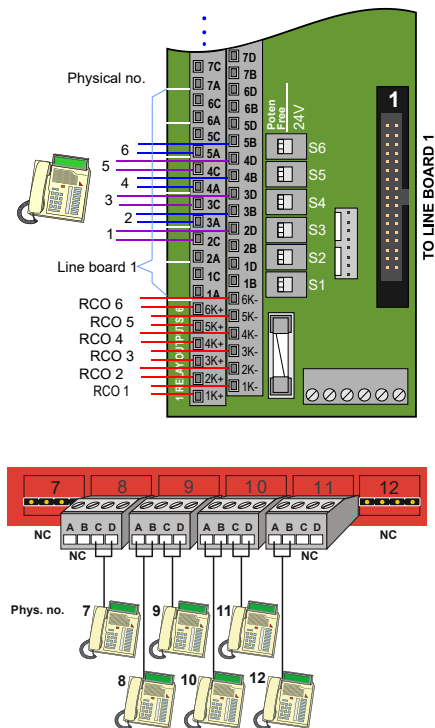 7C
7D
Physical no.
7A
7B
6C
6D
6A
6B
5C
5D
6
5A
5B
5
4C
4D
4
4A
4B
3
3C
3D
2
3A
3B
1
2C
2D
Line board 1
2A
2B
1C
1D
1A
1B
RCO 6
6K+
6K-
RCO 5
5K+
5K-
RCO 4
4K+
4K-
RCO 3
3K+
3K-
RCO 2
2K+
2K-
RCO 1
1K+
1K-
Poten
Free
24V
S6
S5
S4
S3
S2
S1
1
TO LINE BOARD 1
7 8 9 10 11 12
A B C D A B C D A B C D A B C D
NC NC NC NC
Phys. no. 7 9 11
8 10 12